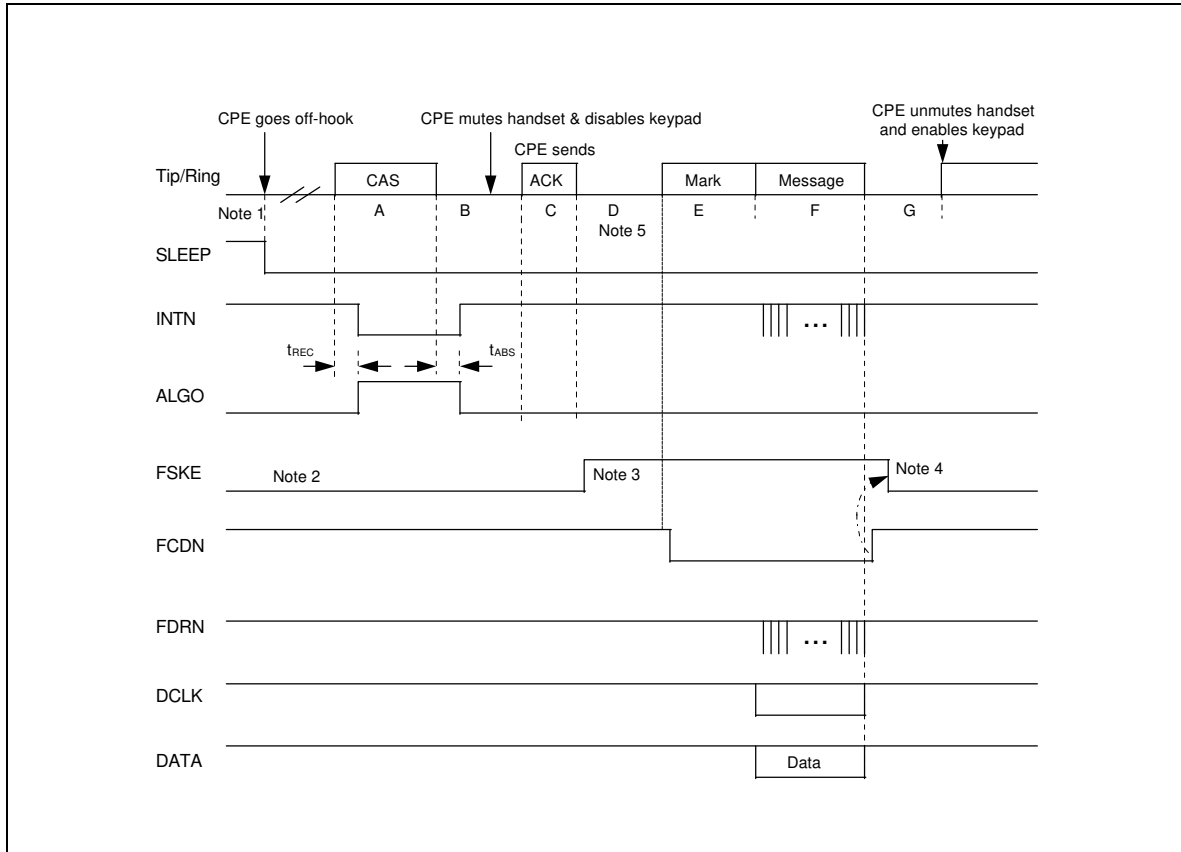 CPE goes off-hook
CPE mutes handset & disables keypad
CPE unmutes handset
and enables keypad
CPE sends
Tip/Ring
CAS
ACK
Mark
Message
Note 1
A
B
C
D
E
F
G
Note 5
SLEEP
INTN
...
tREC
tABS
ALGO
FSKE
Note 2
Note 3
Note 4
FCDN
FDRN
...
DCLK
DATA
Data